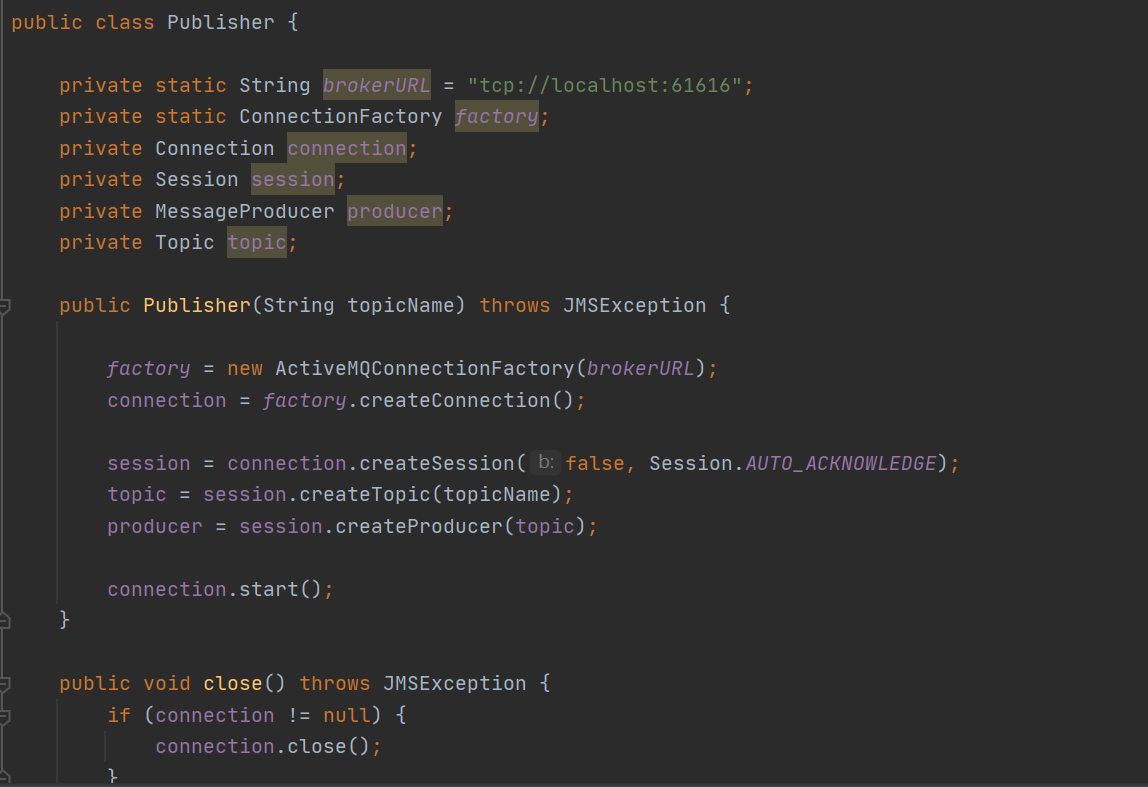 public class Publisher {
private static String brokerURL = "tcp://localhost:61616";
private static ConnectionFactory factory;
private Connection connection;
private Session session;
private MessageProducer producer;
private Topic topic;
public Publisher(String topicName) throws JMSException {
factory = new ActiveMQConnectionFactory(brokerURL);
connection = factory.createConnection();
session = connection.createSession( b: false, Session.AUTO_ACKNOWLEDGE);
topic = session.createTopic(topicName);
producer = session.createProducer(topic);
connection.start();
}
public void close() throws JMSException {
if (connection != null) {
connection.close();
}